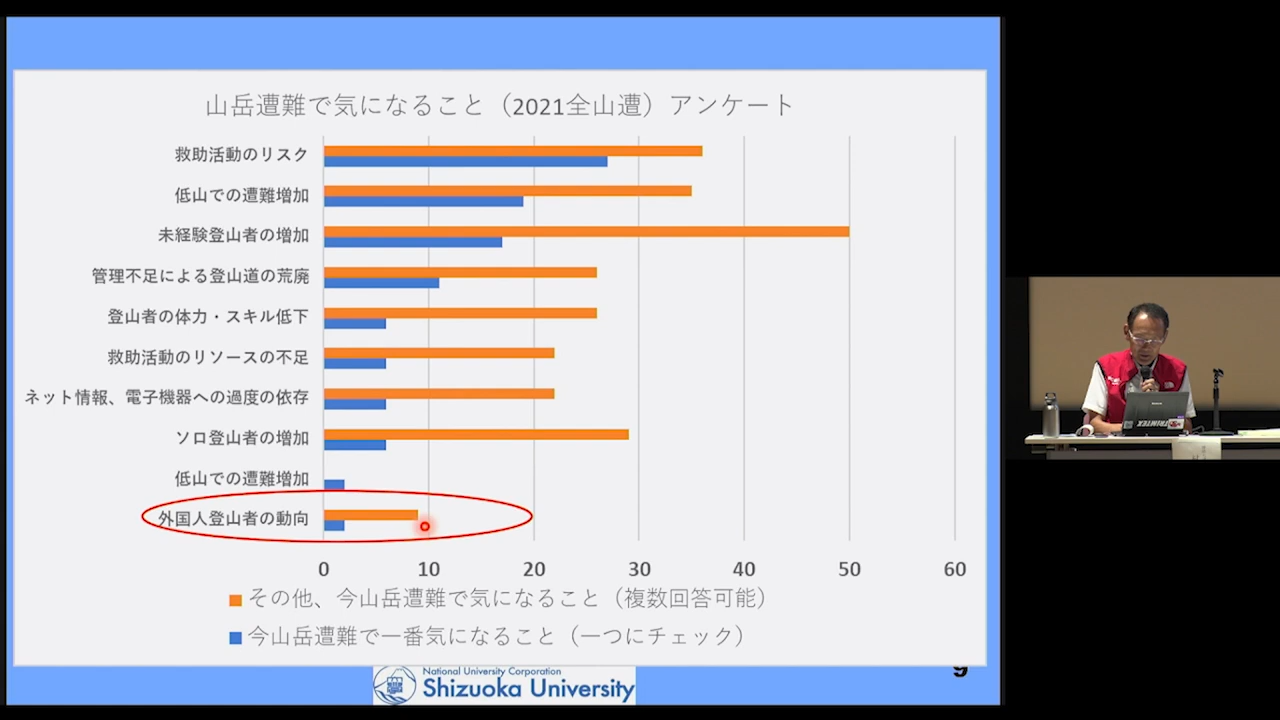 山岳遭難で気になること（2021全山遭）アンケート
救助活動のリスク
低山での遭難増加
未経験登山者の増加
管理不足による登山道の荒廃
登山者の体力・スキル低下
救助活動のリソースの不足
ネット情報、電子機器への過度の依存
ソロ登山者の増加
低山での遭難増加
外国人登山者の動向
0 10 20 30 40 50 60
その他、今山岳遭難で気になること（複数回答可能）
今山岳遭難で一番気になること（一つにチェック）
National University Corporation
Shizuoka University
9
TRIMTEX